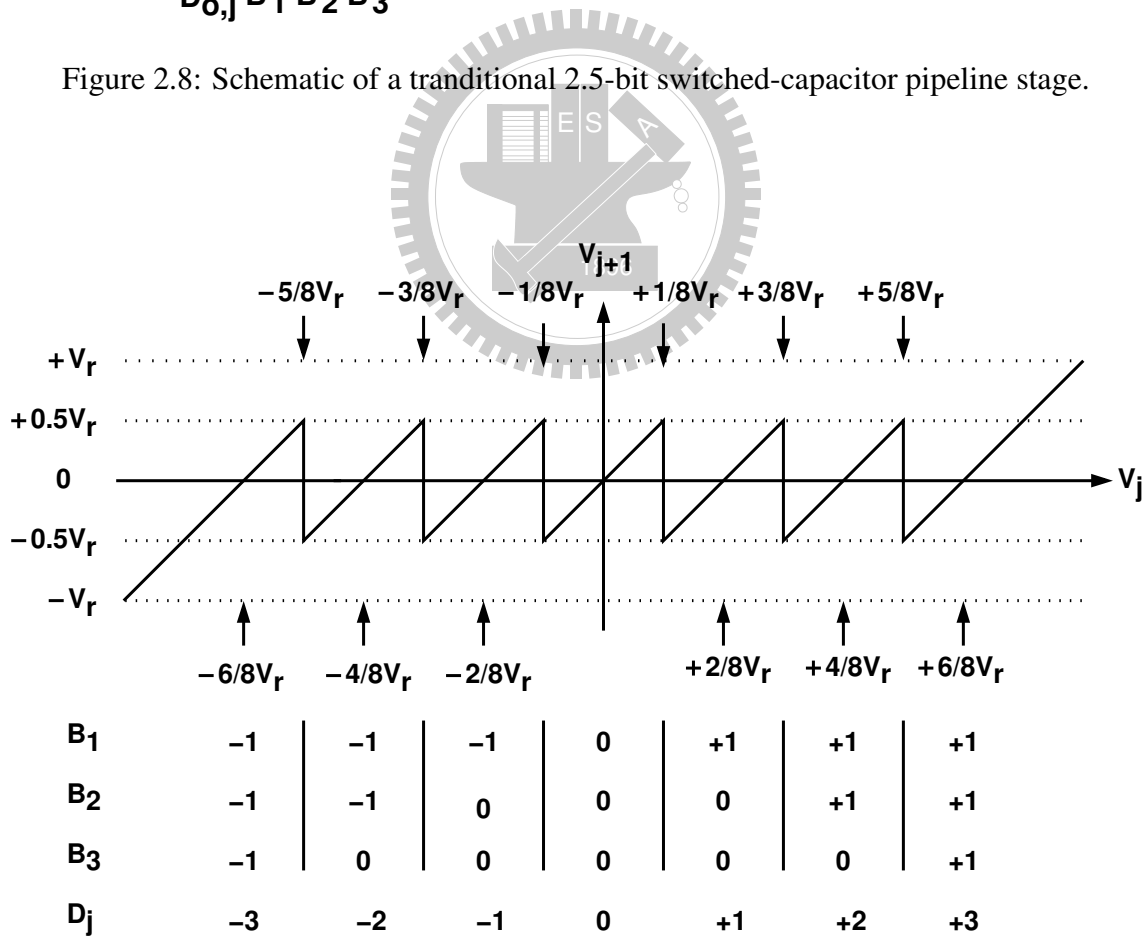 Figure 2.8: Schematic of a tranditional 2.5-bit switched-capacitor pipeline stage.
E S A
1896
Vj+1
−5/8Vr −3/8Vr −1/8Vr +1/8Vr +3/8Vr +5/8Vr
+Vr
+0.5Vr
0
Vj
−0.5Vr
−Vr
−6/8Vr −4/8Vr −2/8Vr +2/8Vr +4/8Vr +6/8Vr
B1 −1 −1 −1 0 +1 +1 +1
B2 −1 −1 0 0 0 +1 +1
B3 −1 0 0 0 0 0 +1
Dj −3 −2 −1 0 +1 +2 +3